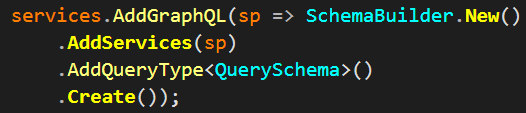 services.AddGraphQL(sp => SchemaBuilder.New()
.AddServices(sp)
.AddQueryType<QuerySchema>()
.Create());